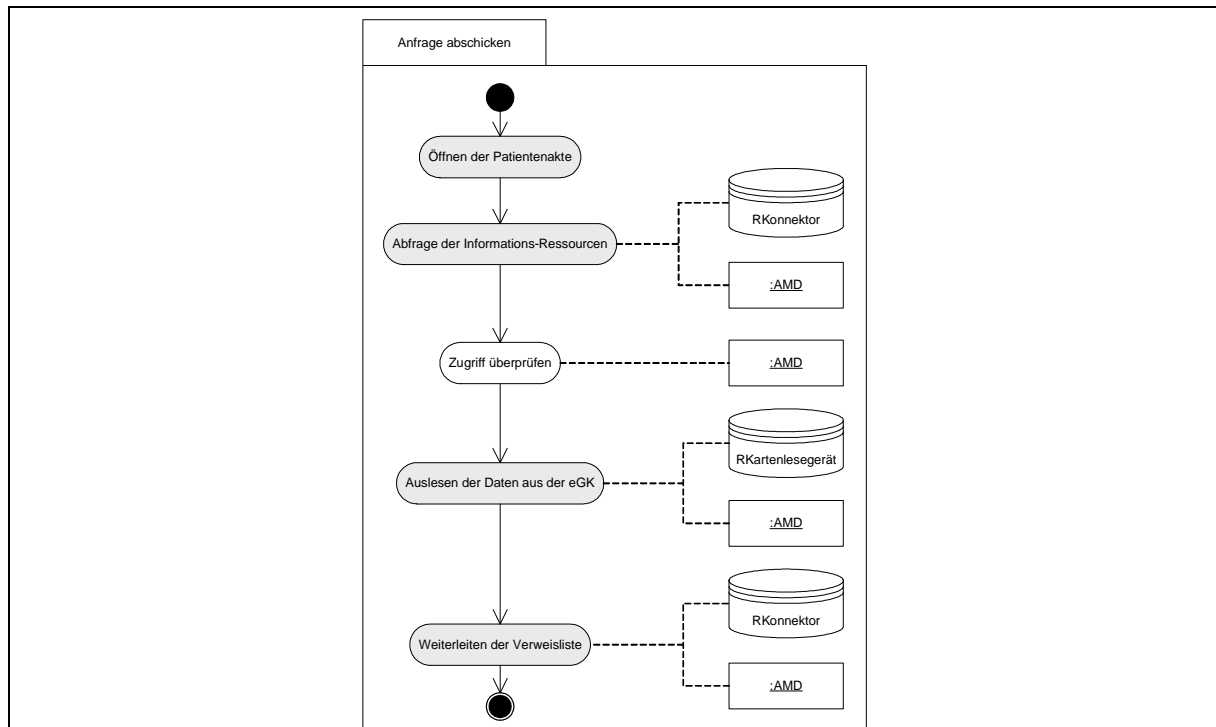 Anfrage abschicken
Öffnen der Patientenakte
RKonnektor
Abfrage der Informations-Ressourcen
:AMD
Zugriff überprüfen
:AMD
RKartenlesegerät
Auslesen der Daten aus der eGK
:AMD
RKonnektor
Weiterleiten der Verweisliste
:AMD